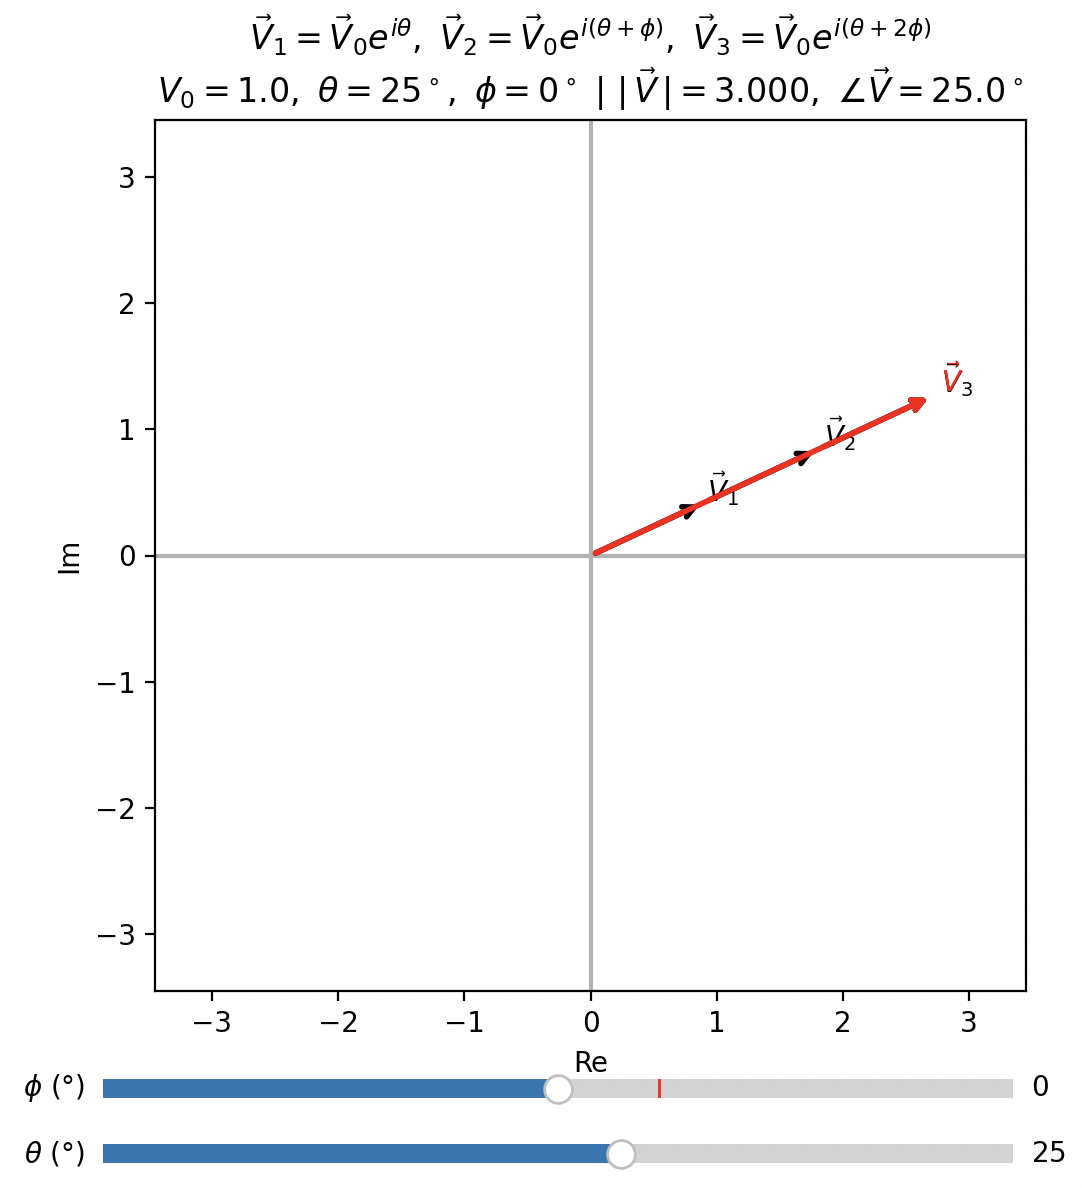 V⃗₁ = V⃗₀e^{iθ}, V⃗₂ = V⃗₀e^{i(θ + ϕ)}, V⃗₃ = V⃗₀e^{i(θ + 2ϕ)}
V₀ = 1.0, θ = 25°, ϕ = 0° | |V⃗| = 3.000, ∠V⃗ = 25.0°
3
2
1
0
−1
−2
−3
Im
V⃗₃
V⃗₂
V⃗₁
−3 −2 −1 0 1 2 3
Re
ϕ (°) 0
θ (°) 25